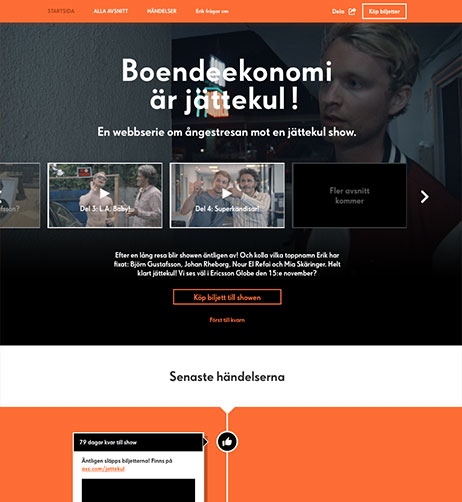 STARTSIDA ALLA AVSNITT HÄNDELSER Erik frågar om Dela Köp biljetter
Boendeekonomi
är jättekul!
En webbserie om ångestresan mot en jättekul show.
Del 3: L.A. Baby!
Del 4: Superkändisar!
Fler avsnitt
kommer
Efter en lång resa blir showen äntligen av! Och kolla vilka toppnamn Erik har
fixat: Björn Gustafsson, Johan Rheborg, Nour El Refai och Mia Skäringer. Helt
klart jättekul! Vi ses väl i Ericsson Globe den 15:e november?
Köp biljett till showen
Först till kvarn
Senaste händelserna
79 dagar kvar till show
Äntligen släpps biljetterna! Finns på
axs.com/jattekul